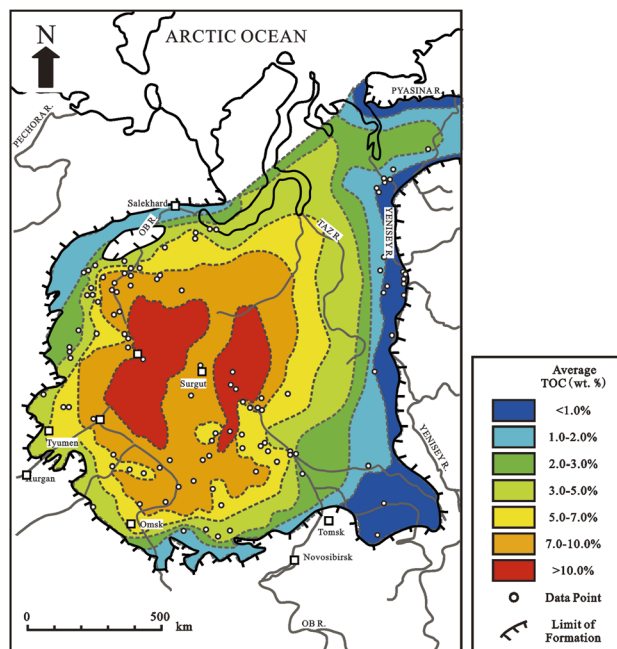 N
ARCTIC OCEAN
PYASINA R.
PECHORA R.
Salekhard
OB R.
TAZ R.
YENISEY R.
Surgut
Tyumen
YENISEY R.
Omsk
Tomsk
Novosibirsk
OB R.
0 500
km
Average
TOC (wt. %)
<1.0%
1.0-2.0%
2.0-3.0%
3.0-5.0%
5.0-7.0%
7.0-10.0%
>10.0%
Data Point
Limit of
Formation